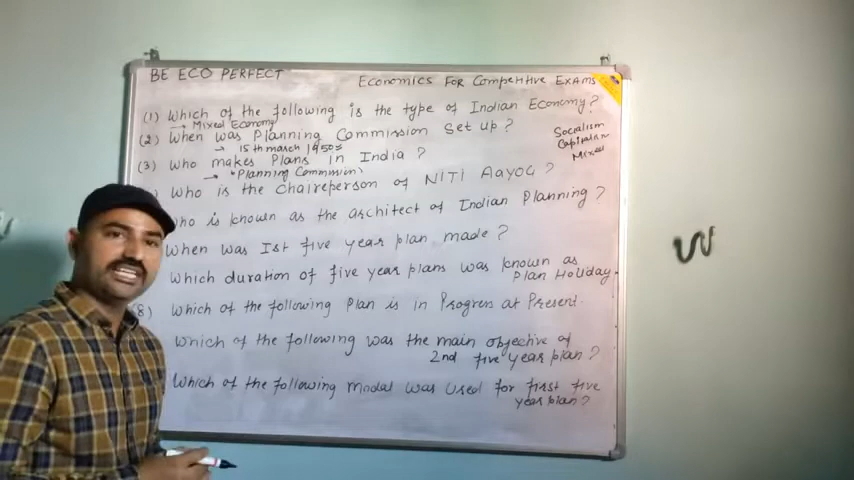 BE ECO PERFECT
ECONOMICS FOR COMPETITIVE EXAMS
(1) Which of the following is the type of Indian Economy?
→ Mixed Economy
(2) When was Planning Commission Set up?
→ 15th march 1950s
Socialism
Capitalism
Mixed
(3) Who makes Plans in India?
→ "Planning Commission)
Who is the Chaireperson of NITI AAYOG?
who is known as the architect of Indian Planning?
When was Ist five year plan made?
Which duration of five year plans was known as
Plan Holiday.
(8) Which of the following Plan is in Progress at Present.
Which of the following was the main objective of
2nd five year plan?
Which of the following modal was used for first five
year plan?